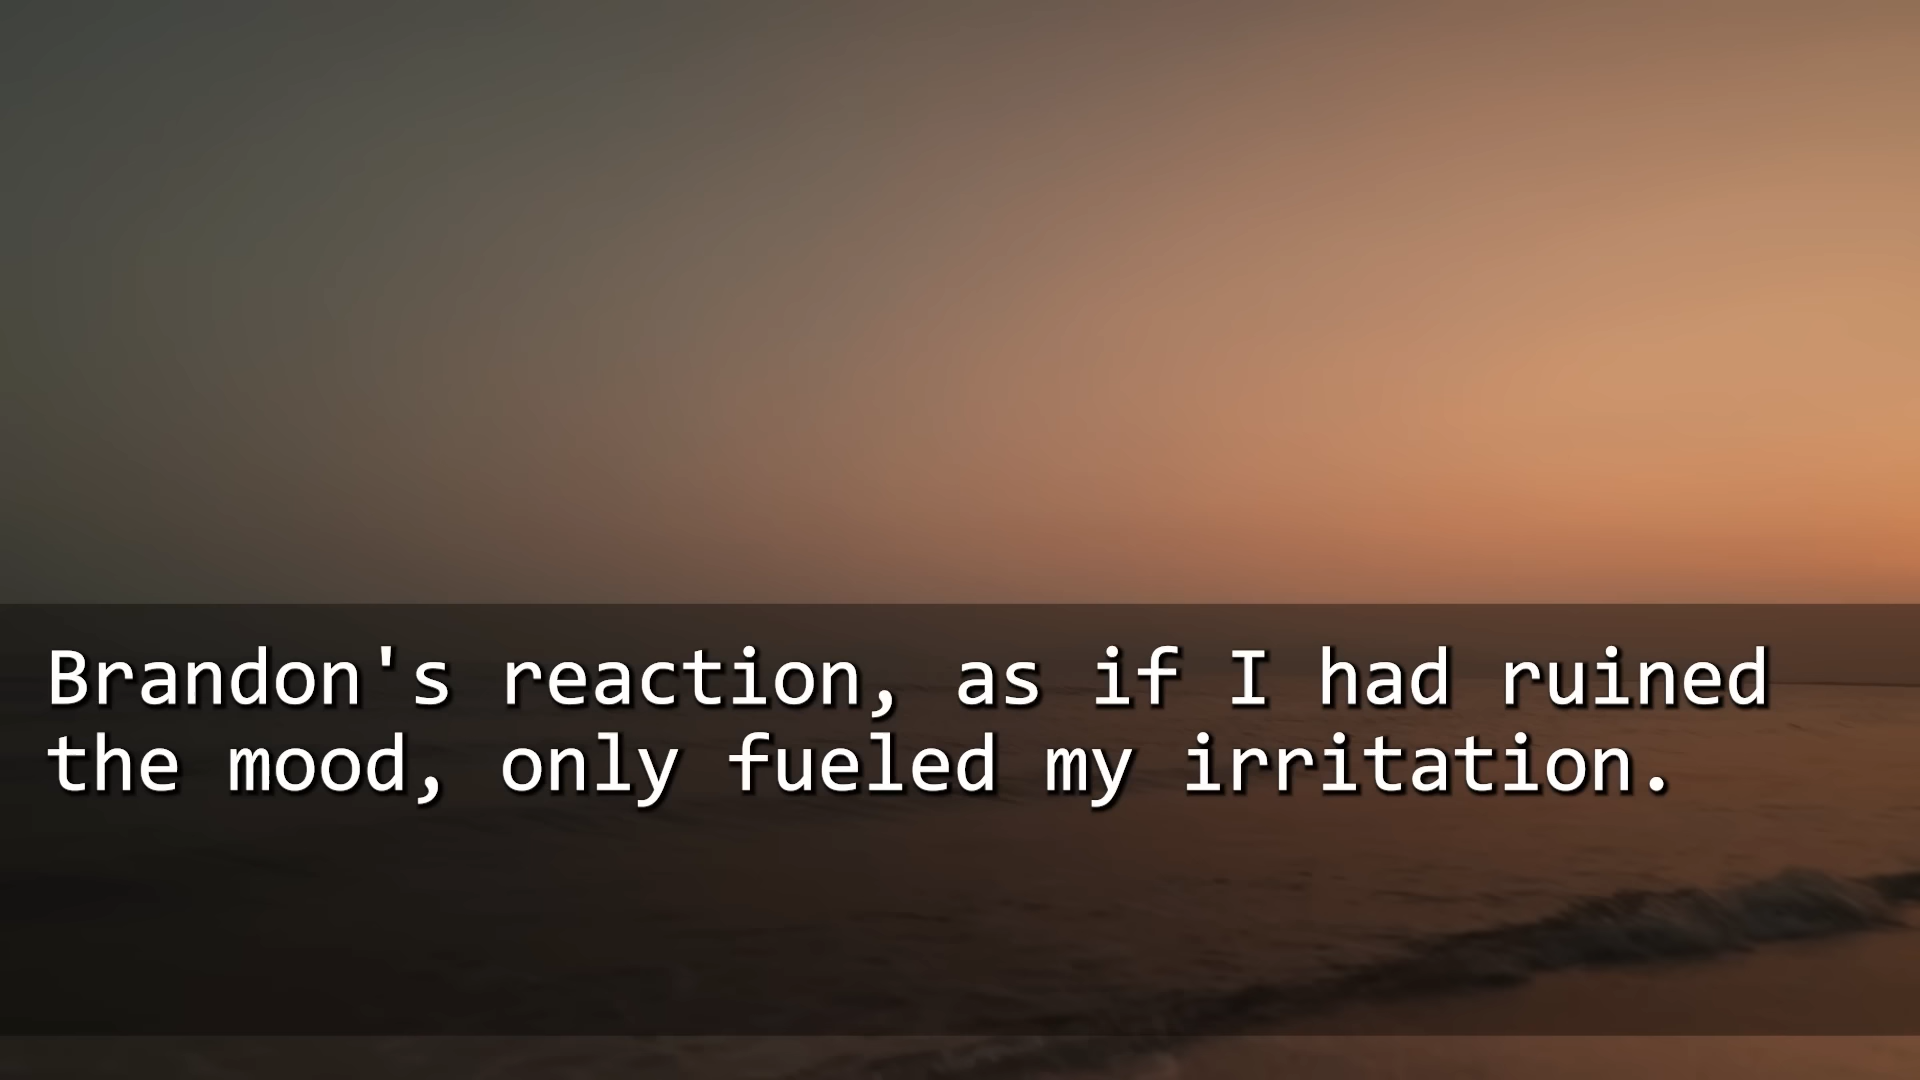 Brandon's reaction, as if I had ruined
the mood, only fueled my irritation.